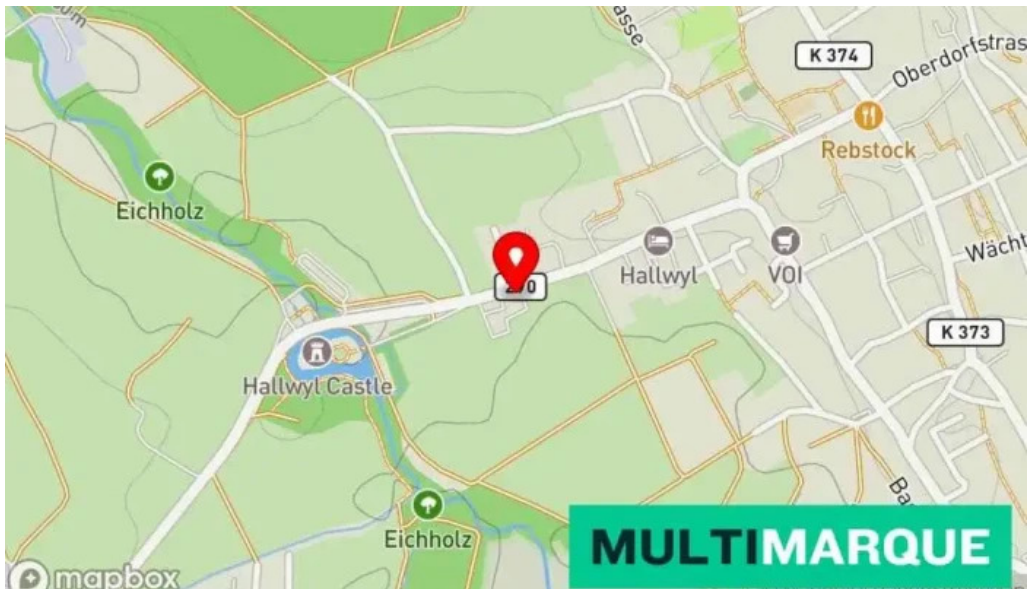 K 374
Oberdorfstras
Rebstock
Eichholz
Hallwyl
VOI
Wächt
K 373
Hallwyl Castle
Eichholz
MULTIMARQUE
mapbox